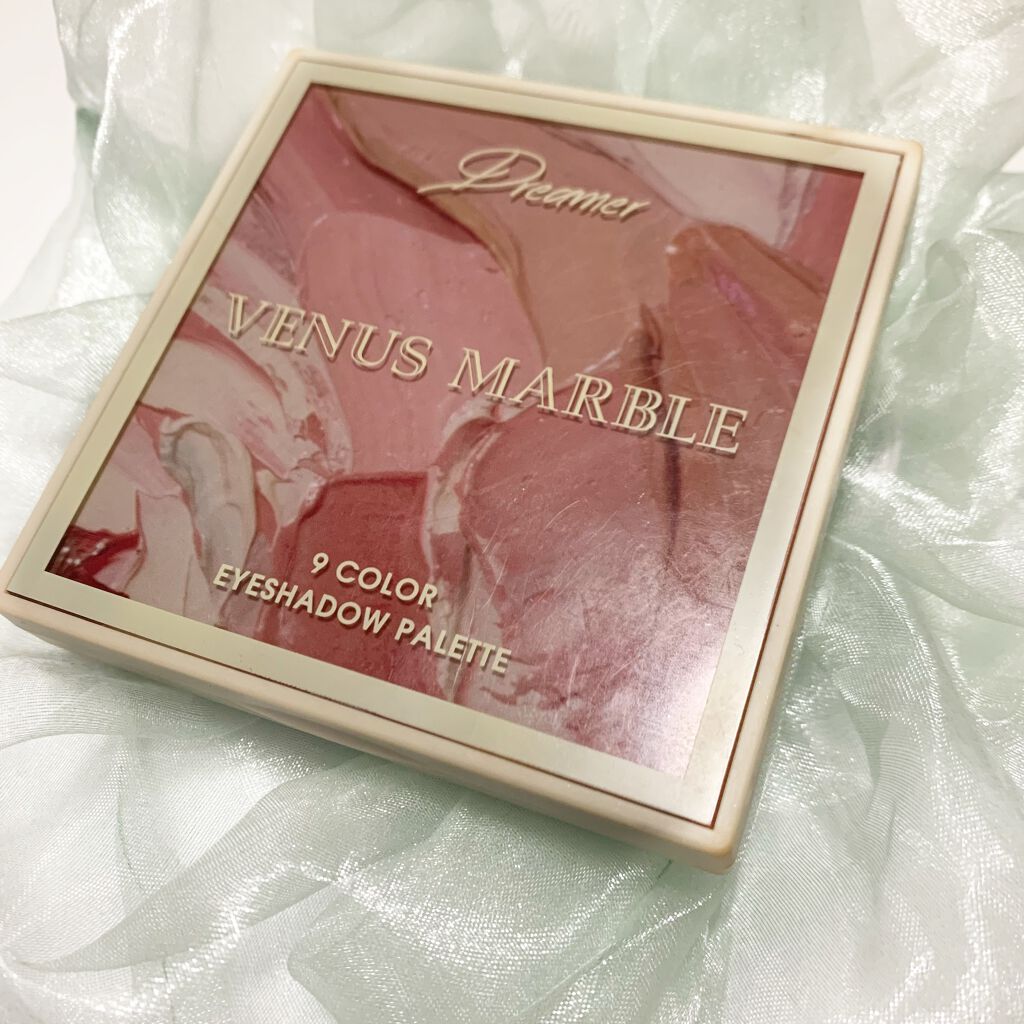 Dreamer
VENUS MARBLE
9 COLOR
EYESHADOW PALETTE